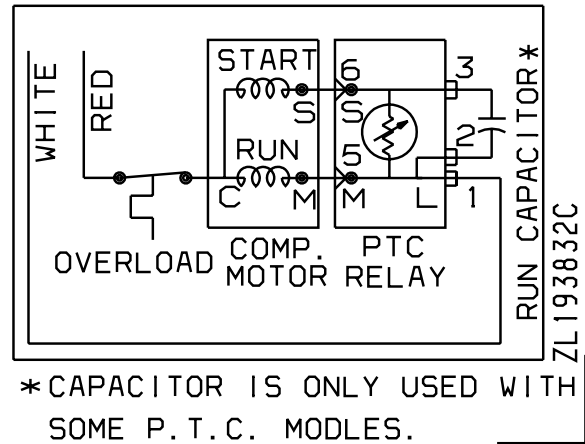 WHITE
RED
START
S
RUN
C
M
6
S
5
M
L
3
2
1
OVERLOAD
COMP.
MOTOR
PTC
RELAY
RUN CAPACITOR*
ZL193832C
*CAPACITOR IS ONLY USED WITH
SOME P.T.C. MODLES.